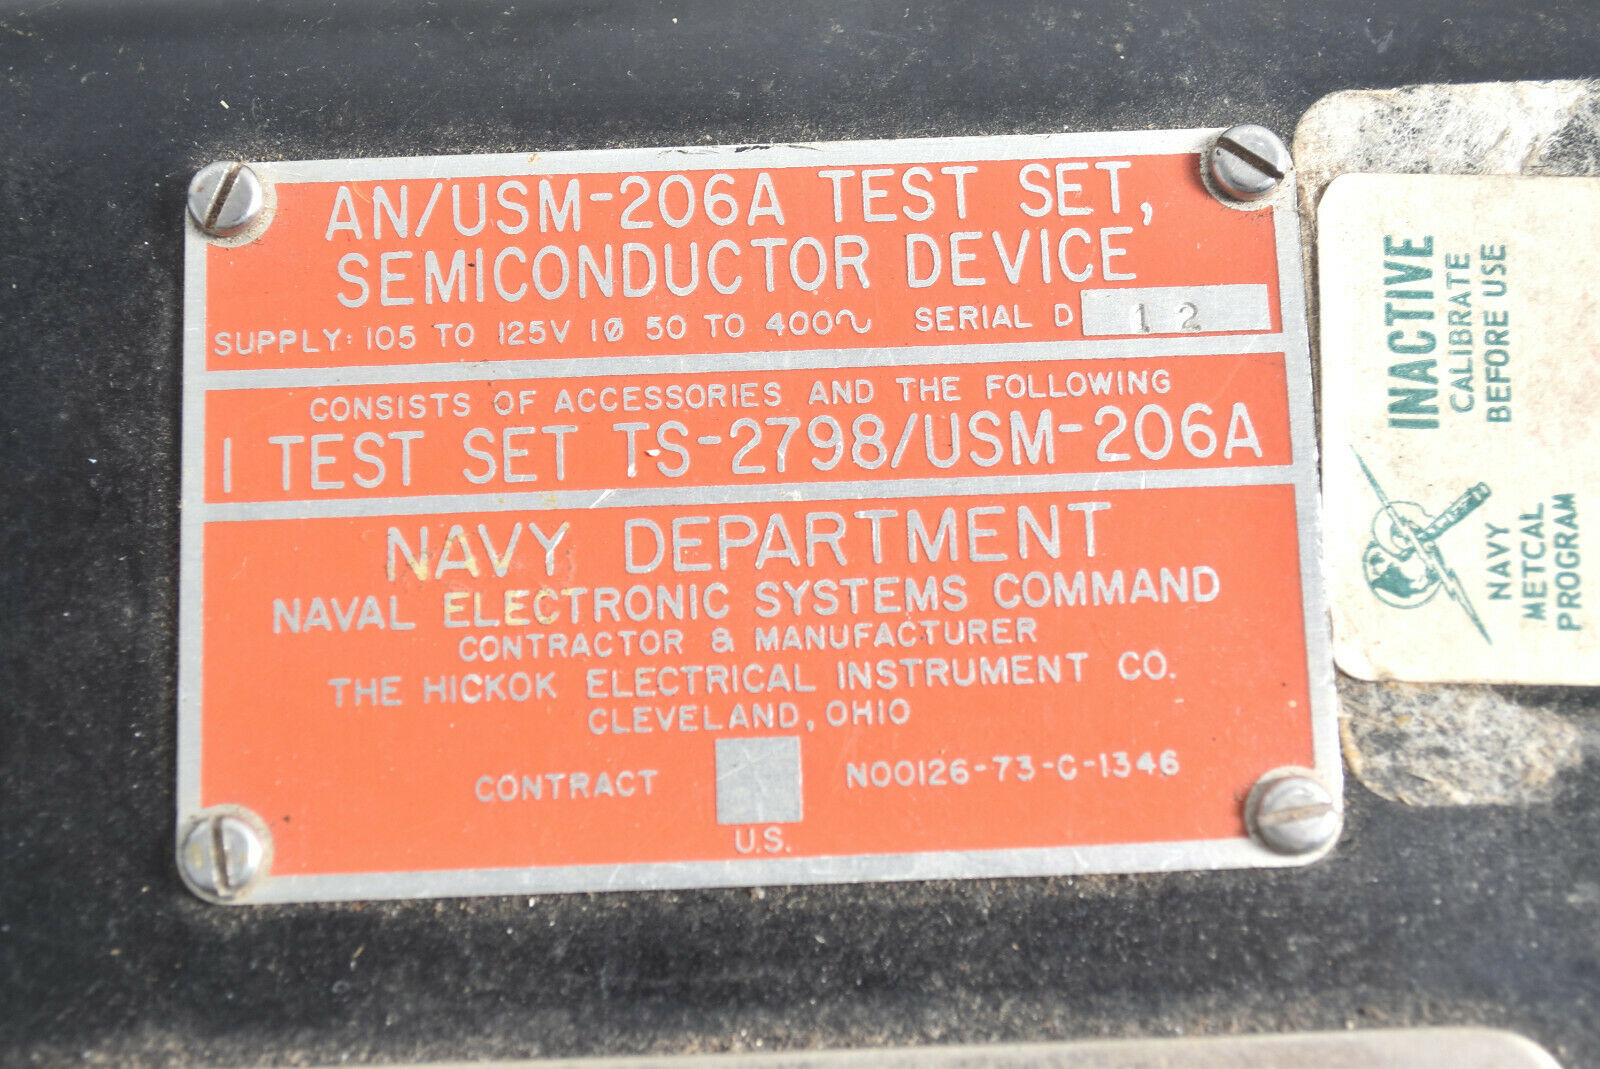 AN/USM-206A TEST SET,
SEMICONDUCTOR DEVICE
SUPPLY: 105 TO 125V 1Ø 50 TO 400∿ SERIAL D 12
CONSISTS OF ACCESSORIES AND THE FOLLOWING
1 TEST SET TS-2798/USM-206A
NAVY DEPARTMENT
NAVAL ELECTRONIC SYSTEMS COMMAND
CONTRACTOR & MANUFACTURER
THE HICKOK ELECTRICAL INSTRUMENT CO.
CLEVELAND, OHIO
CONTRACT N00126-73-C-1346
U.S.
INACTIVE
CALIBRATE
BEFORE USE
NAVY
METCAL
PROGRAM